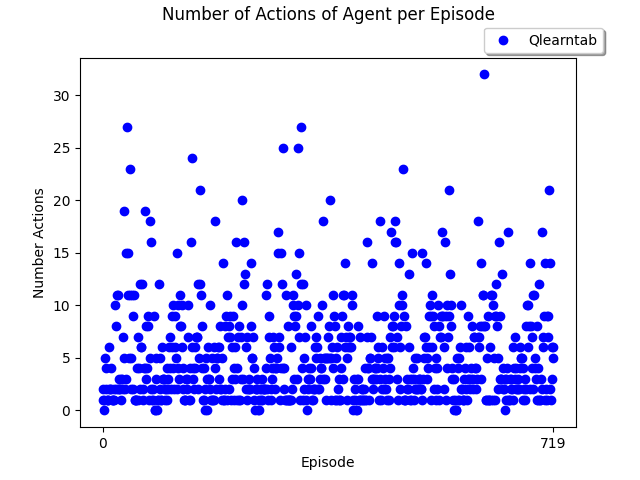 Number of Actions of Agent per Episode
Qlearntab
30
25
20
15
10
5
0
Number Actions
0 719
Episode